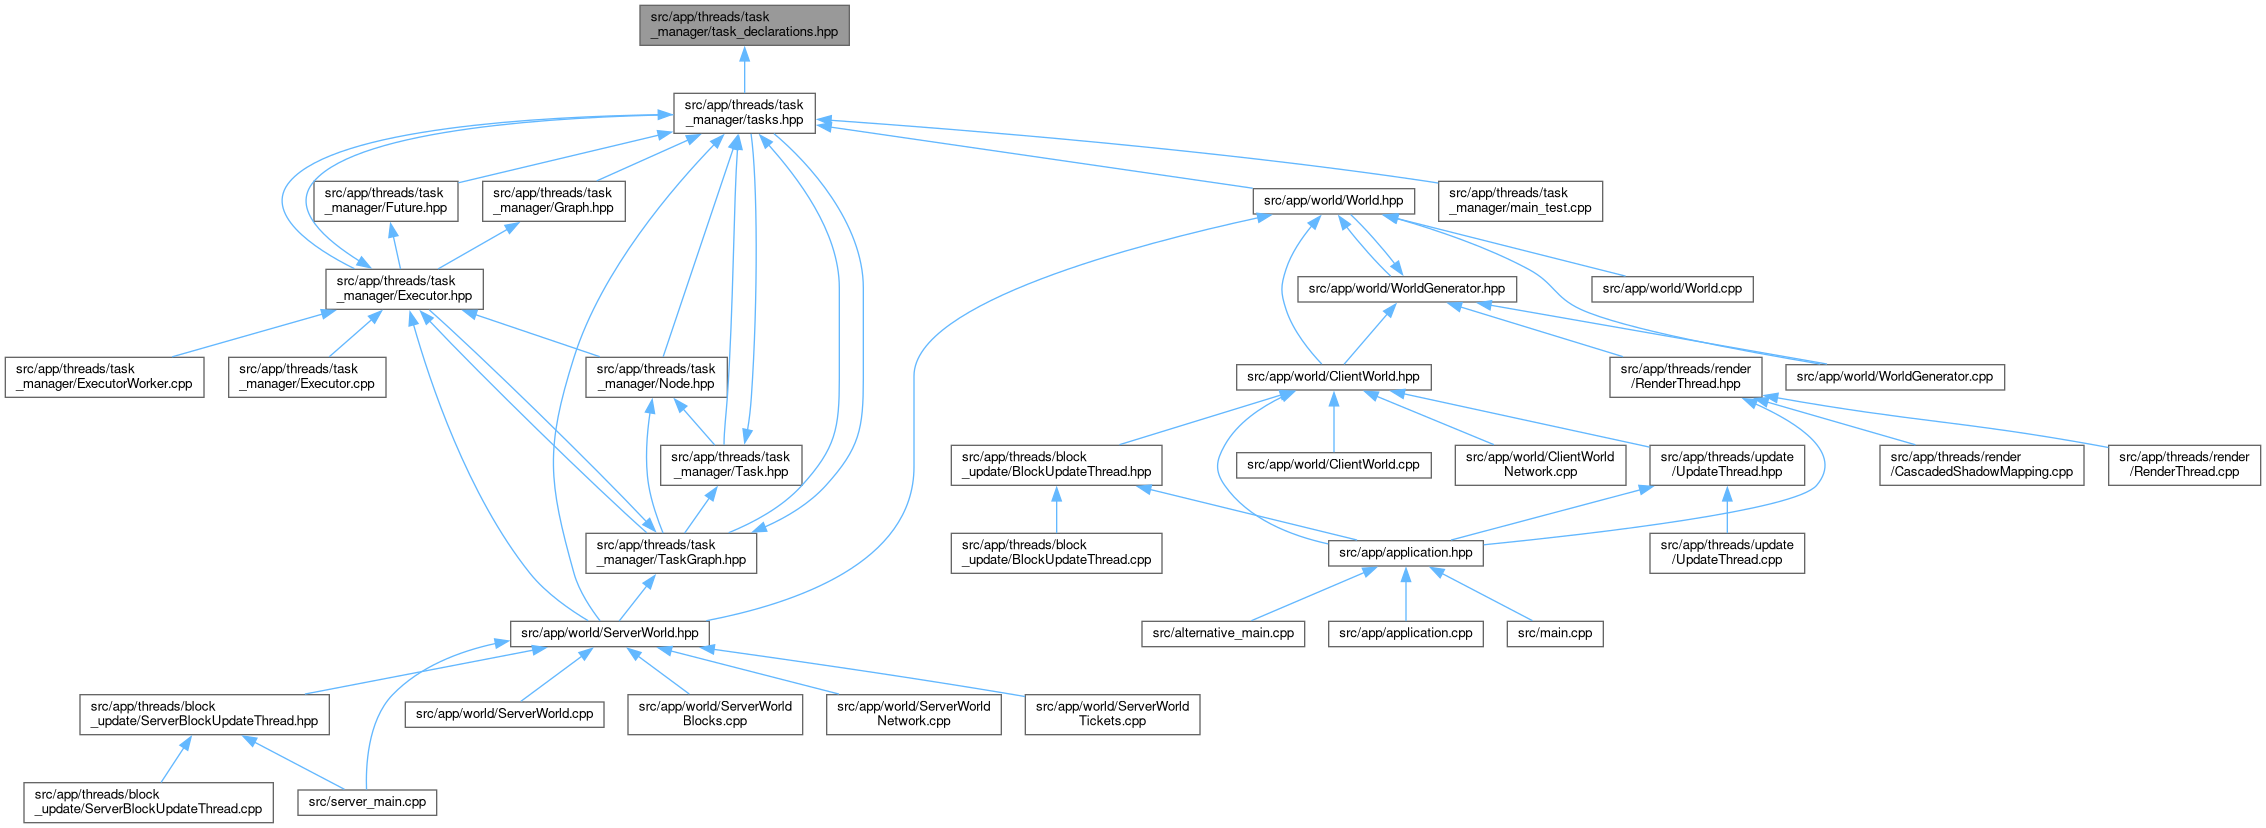 src/app/threads/task
_manager/task_declarations.hpp
src/app/threads/task
_manager/tasks.hpp
src/app/threads/task
_manager/Future.hpp
src/app/threads/task
_manager/Graph.hpp
src/app/world/World.hpp
src/app/threads/task
_manager/main_test.cpp
src/app/threads/task
_manager/Executor.hpp
src/app/world/WorldGenerator.hpp
src/app/world/World.cpp
src/app/threads/task
_manager/ExecutorWorker.cpp
src/app/threads/task
_manager/Executor.cpp
src/app/threads/task
_manager/Node.hpp
src/app/world/ClientWorld.hpp
src/app/threads/render
/RenderThread.hpp
src/app/world/WorldGenerator.cpp
src/app/threads/task
_manager/Task.hpp
src/app/threads/block
_update/BlockUpdateThread.hpp
src/app/world/ClientWorld.cpp
src/app/world/ClientWorld
Network.cpp
src/app/threads/update
/UpdateThread.hpp
src/app/threads/render
/CascadedShadowMapping.cpp
src/app/threads/render
/RenderThread.cpp
src/app/threads/task
_manager/TaskGraph.hpp
src/app/threads/block
_update/BlockUpdateThread.cpp
src/app/application.hpp
src/app/threads/update
/UpdateThread.cpp
src/app/world/ServerWorld.hpp
src/alternative_main.cpp
src/app/application.cpp
src/main.cpp
src/app/threads/block
_update/ServerBlockUpdateThread.hpp
src/app/world/ServerWorld.cpp
src/app/world/ServerWorld
Blocks.cpp
src/app/world/ServerWorld
Network.cpp
src/app/world/ServerWorld
Tickets.cpp
src/app/threads/block
_update/ServerBlockUpdateThread.cpp
src/server_main.cpp